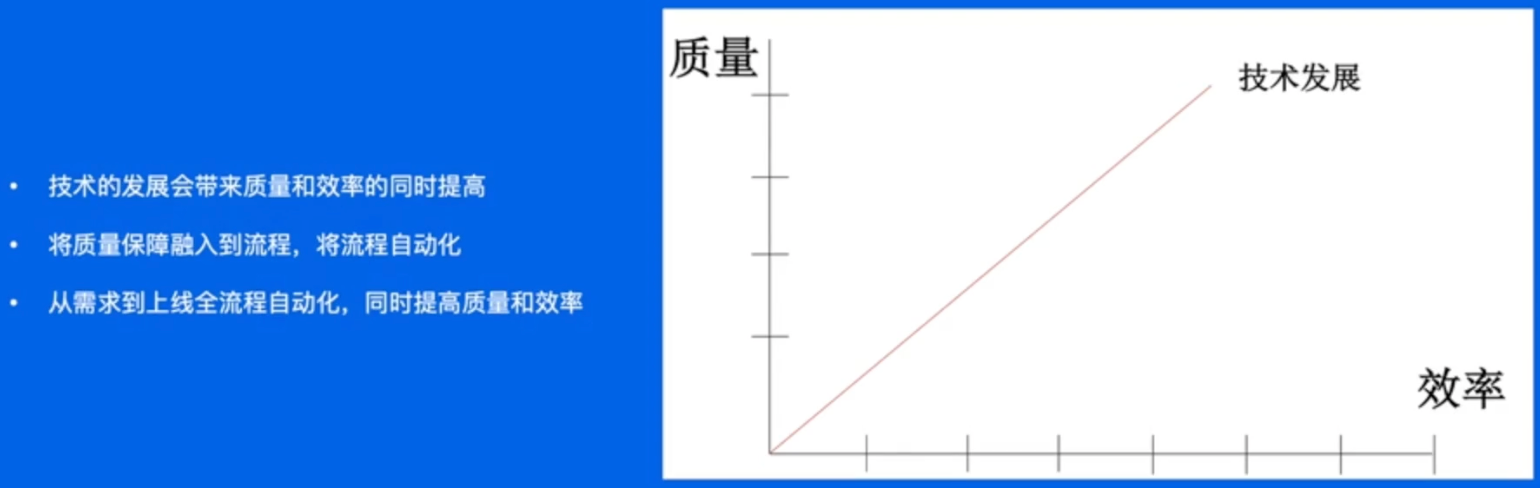 • 技术的发展会带来质量和效率的同时提高
• 将质量保障融入到流程，将流程自动化
• 从需求到上线全流程自动化，同时提高质量和效率
质量
技术发展
效率